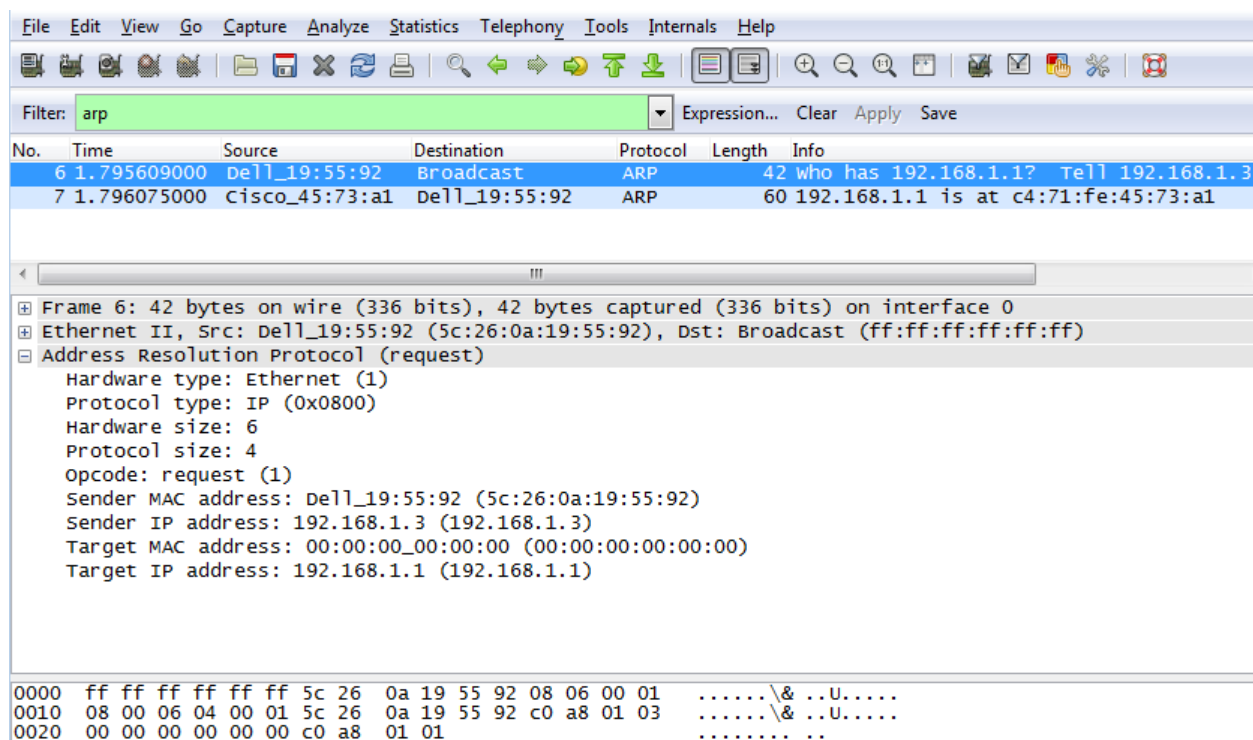 File Edit View Go Capture Analyze Statistics Telephony Tools Internals Help
Filter: arp Expression... Clear Apply Save
No. Time Source Destination Protocol Length Info
6 1.795609000 Dell_19:55:92 Broadcast ARP 42 Who has 192.168.1.1? Tell 192.168.1.3
7 1.796075000 Cisco_45:73:a1 Dell_19:55:92 ARP 60 192.168.1.1 is at c4:71:fe:45:73:a1
Frame 6: 42 bytes on wire (336 bits), 42 bytes captured (336 bits) on interface 0
Ethernet II, Src: Dell_19:55:92 (5c:26:0a:19:55:92), Dst: Broadcast (ff:ff:ff:ff:ff:ff)
Address Resolution Protocol (request)
Hardware type: Ethernet (1)
Protocol type: IP (0x0800)
Hardware size: 6
Protocol size: 4
Opcode: request (1)
Sender MAC address: Dell_19:55:92 (5c:26:0a:19:55:92)
Sender IP address: 192.168.1.3 (192.168.1.3)
Target MAC address: 00:00:00_00:00:00 (00:00:00:00:00:00)
Target IP address: 192.168.1.1 (192.168.1.1)
0000 ff ff ff ff ff ff 5c 26 0a 19 55 92 08 06 00 01 ......\& ..U.....
0010 08 00 06 04 00 01 5c 26 0a 19 55 92 c0 a8 01 03 ......\& ..U.....
0020 00 00 00 00 00 00 c0 a8 01 01 ........ ..